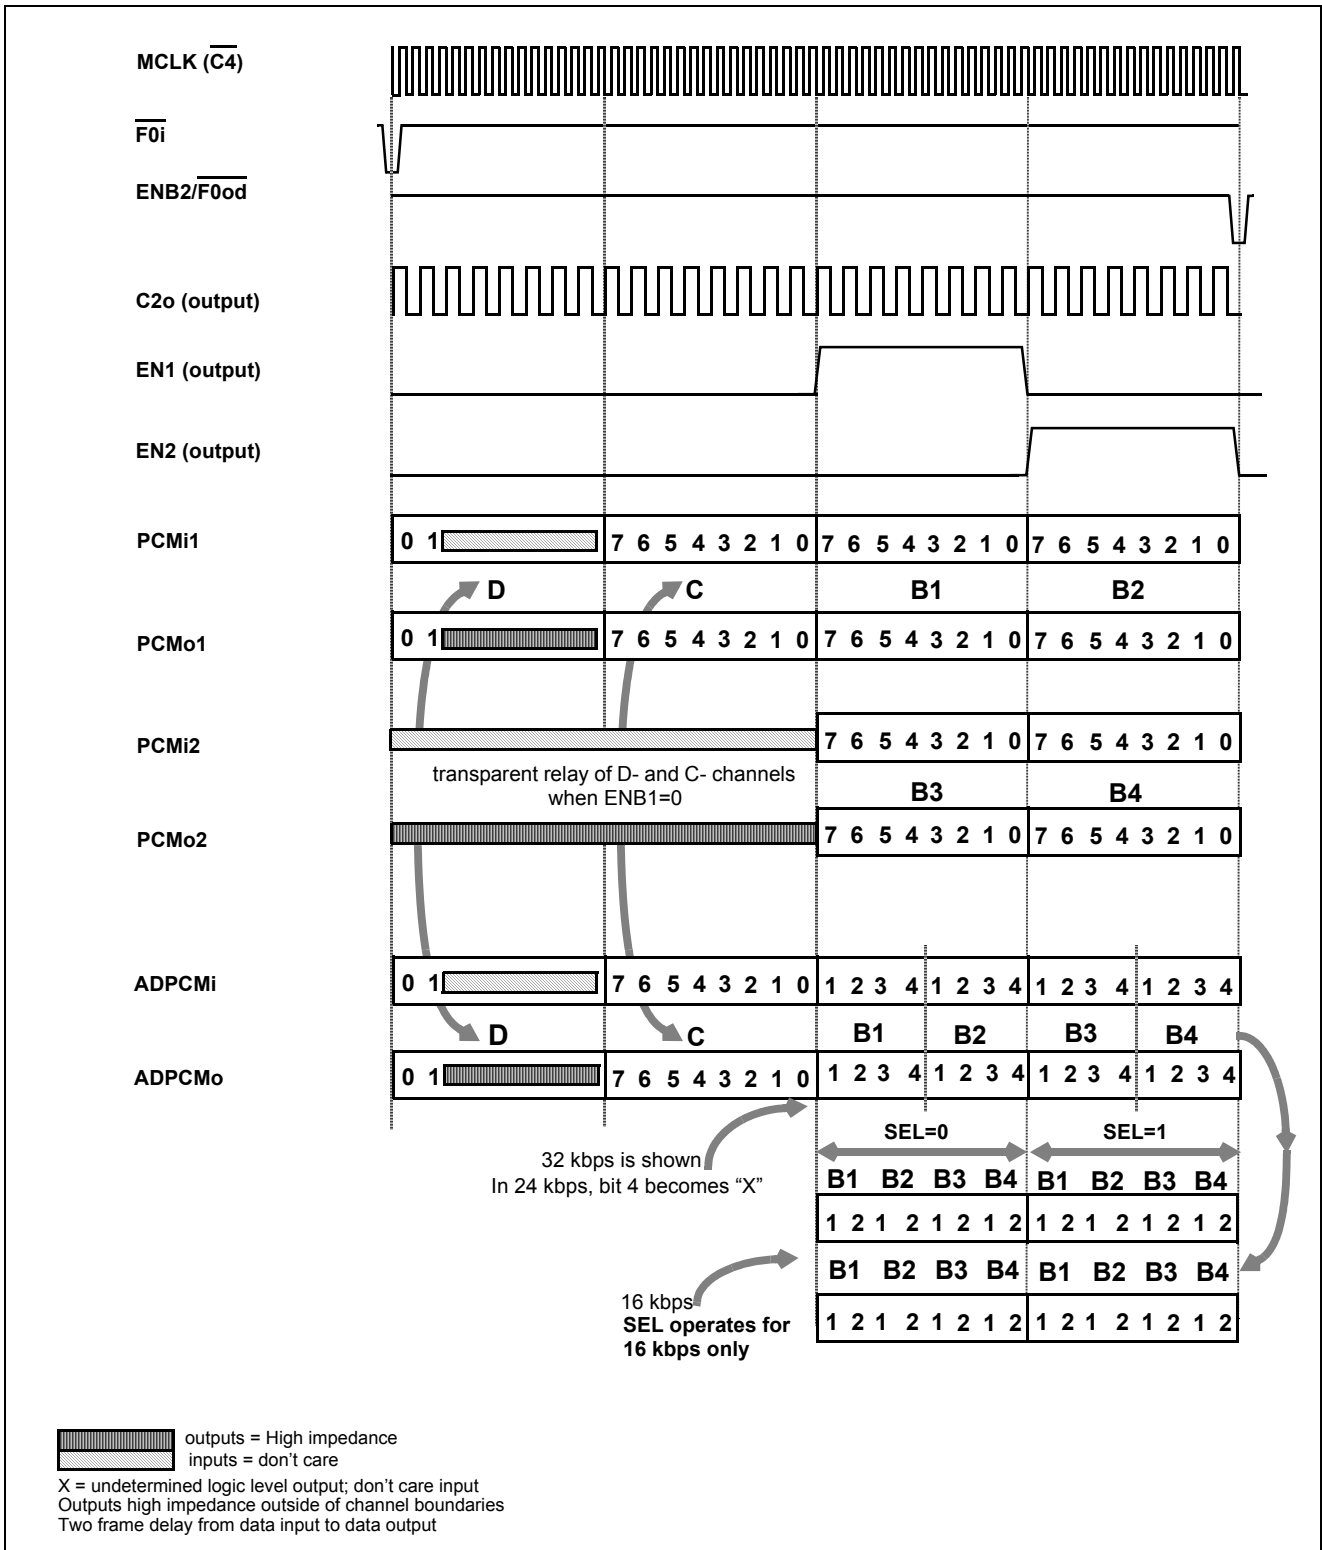 MCLK (C4)
F0i
ENB2/F0od
C2o (output)
EN1 (output)
EN2 (output)
PCMi1
0 1 7 6 5 4 3 2 1 0 7 6 5 4 3 2 1 0 7 6 5 4 3 2 1 0
D C B1 B2
PCMo1
0 1 7 6 5 4 3 2 1 0 7 6 5 4 3 2 1 0 7 6 5 4 3 2 1 0
PCMi2
7 6 5 4 3 2 1 0 7 6 5 4 3 2 1 0
transparent relay of D- and C- channels
when ENB1=0
B3 B4
PCMo2
7 6 5 4 3 2 1 0 7 6 5 4 3 2 1 0
ADPCMi
0 1 7 6 5 4 3 2 1 0 1 2 3 4 1 2 3 4 1 2 3 4 1 2 3 4
D C B1 B2 B3 B4
ADPCMo
0 1 7 6 5 4 3 2 1 0 1 2 3 4 1 2 3 4 1 2 3 4 1 2 3 4
SEL=0 SEL=1
32 kbps is shown
In 24 kbps, bit 4 becomes “X”
B1 B2 B3 B4 B1 B2 B3 B4
1 2 1 2 1 2 1 2 1 2 1 2 1 2 1 2
B1 B2 B3 B4 B1 B2 B3 B4
16 kbps
SEL operates for
16 kbps only
1 2 1 2 1 2 1 2 1 2 1 2 1 2 1 2
outputs = High impedance
inputs = don't care
X = undetermined logic level output; don't care input
Outputs high impedance outside of channel boundaries
Two frame delay from data input to data output